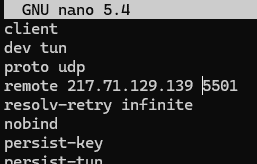 GNU nano 5.4
client
dev tun
proto udp
remote 217.71.129.139 5501
resolv-retry infinite
nobind
persist-key
persist-tun